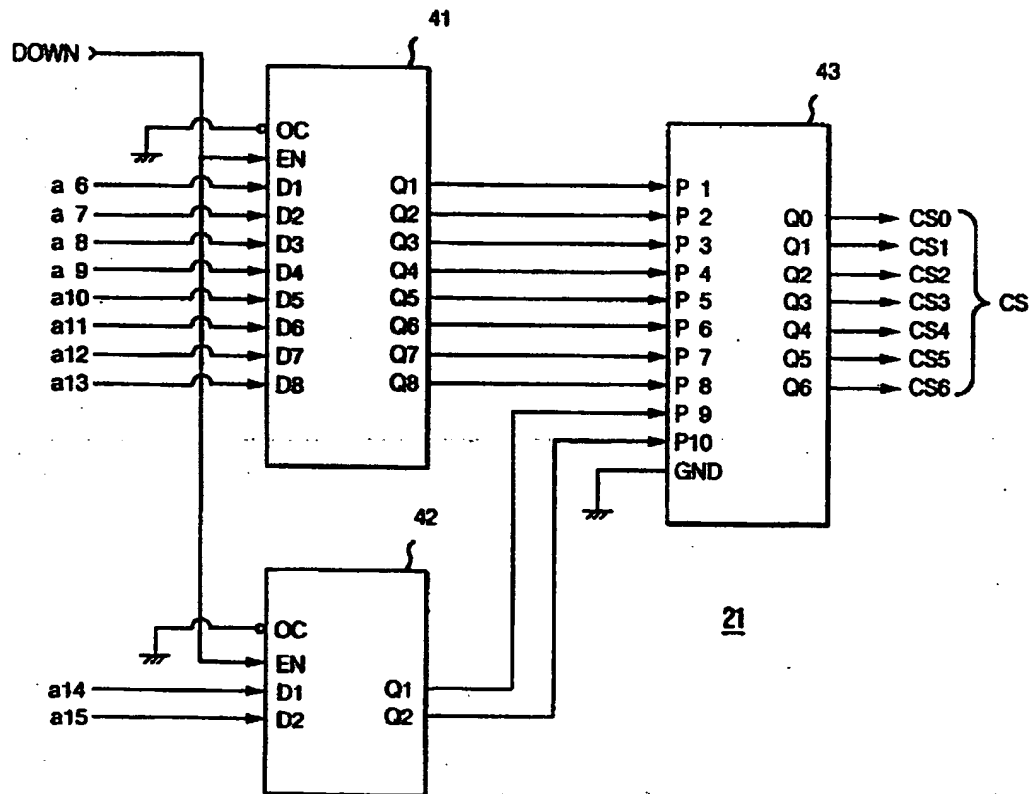 41
DOWN
43
OC
EN
a 6 D1 Q1 P 1
a 7 D2 Q2 P 2 Q0 CS0
a 8 D3 Q3 P 3 Q1 CS1
a 9 D4 Q4 P 4 Q2 CS2
a10 D5 Q5 P 5 Q3 CS3 CS
a11 D6 Q6 P 6 Q4 CS4
a12 D7 Q7 P 7 Q5 CS5
a13 D8 Q8 P 8 Q6 CS6
P 9
P10
GND
42
21
OC
EN
a14 D1 Q1
a15 D2 Q2